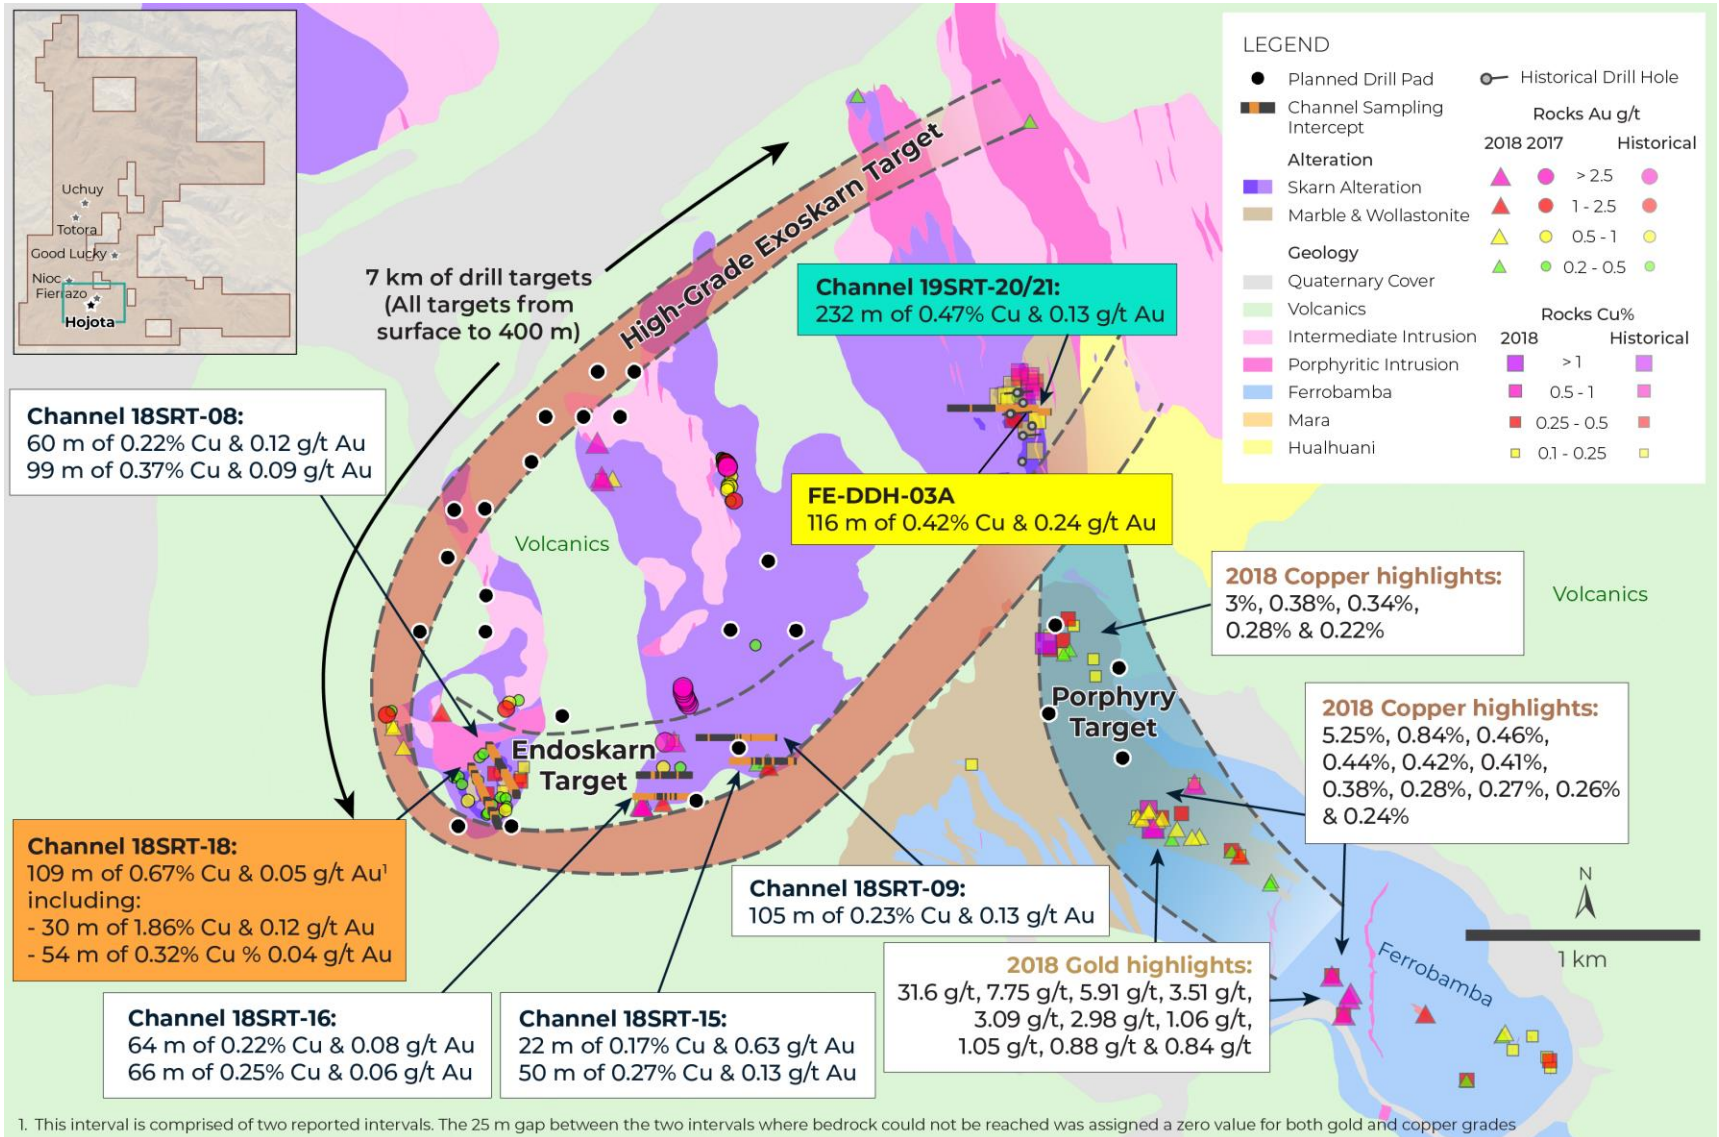 Uchuy
Totora
Good Lucky
Nioc
Fierrazo
Hojota
7 km of drill targets
(All targets from
surface to 400 m)
High-Grade Exoskarn Target
LEGEND
Planned Drill Pad
Channel Sampling
Intercept
Alteration
Skarn Alteration
Marble & Wollastonite
Geology
Quaternary Cover
Volcanics
Intermediate Intrusion
Porphyritic Intrusion
Ferrobamba
Mara
Hualhuani
Historical Drill Hole
Rocks Au g/t
2018 2017 Historical
> 2.5
1 - 2.5
0.5 - 1
0.2 - 0.5
Rocks Cu%
2018 Historical
> 1
0.5 - 1
0.25 - 0.5
0.1 - 0.25
Channel 19SRT-20/21:
232 m of 0.47% Cu & 0.13 g/t Au
Channel 18SRT-08:
60 m of 0.22% Cu & 0.12 g/t Au
99 m of 0.37% Cu & 0.09 g/t Au
FE-DDH-03A
116 m of 0.42% Cu & 0.24 g/t Au
Volcanics
2018 Copper highlights:
3%, 0.38%, 0.34%,
0.28% & 0.22%
Volcanics
Porphyry
Target
2018 Copper highlights:
5.25%, 0.84%, 0.46%,
0.44%, 0.42%, 0.41%,
0.38%, 0.28%, 0.27%, 0.26%
& 0.24%
Endoskarn
Target
Channel 18SRT-18:
109 m of 0.67% Cu & 0.05 g/t Au¹
including:
- 30 m of 1.86% Cu & 0.12 g/t Au
- 54 m of 0.32% Cu % 0.04 g/t Au
Channel 18SRT-09:
105 m of 0.23% Cu & 0.13 g/t Au
N
1 km
Ferrobamba
2018 Gold highlights:
31.6 g/t, 7.75 g/t, 5.91 g/t, 3.51 g/t,
3.09 g/t, 2.98 g/t, 1.06 g/t,
1.05 g/t, 0.88 g/t & 0.84 g/t
Channel 18SRT-16:
64 m of 0.22% Cu & 0.08 g/t Au
66 m of 0.25% Cu & 0.06 g/t Au
Channel 18SRT-15:
22 m of 0.17% Cu & 0.63 g/t Au
50 m of 0.27% Cu & 0.13 g/t Au
1. This interval is comprised of two reported intervals. The 25 m gap between the two intervals where bedrock could not be reached was assigned a zero value for both gold and copper grades